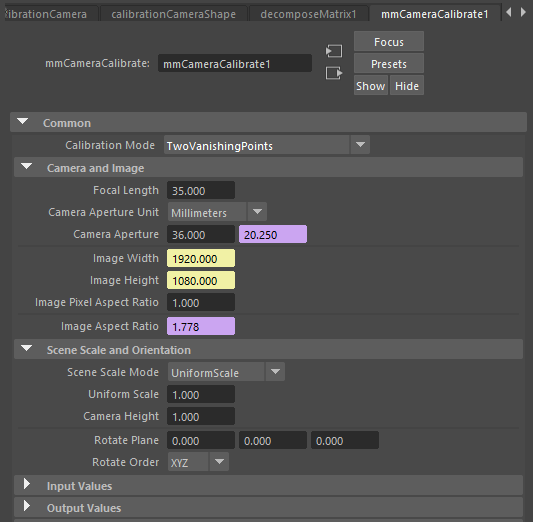 librationCamera calibrationCameraShape decomposeMatrix1 mmCameraCalibrate1
Focus
mmCameraCalibrate: mmCameraCalibrate1
Presets
Show Hide
Common
Calibration Mode TwoVanishingPoints
Camera and Image
Focal Length 35.000
Camera Aperture Unit Millimeters
Camera Aperture 36.000 20.250
Image Width 1920.000
Image Height 1080.000
Image Pixel Aspect Ratio 1.000
Image Aspect Ratio 1.778
Scene Scale and Orientation
Scene Scale Mode UniformScale
Uniform Scale 1.000
Camera Height 1.000
Rotate Plane 0.000 0.000 0.000
Rotate Order XYZ
Input Values
Output Values